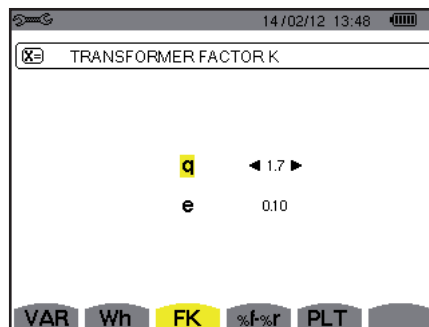 14/02/12 13:48
X= TRANSFORMER FACTOR K
q ◄ 1.7 ►
e 0.10
VAR Wh FK %f-%r PLT